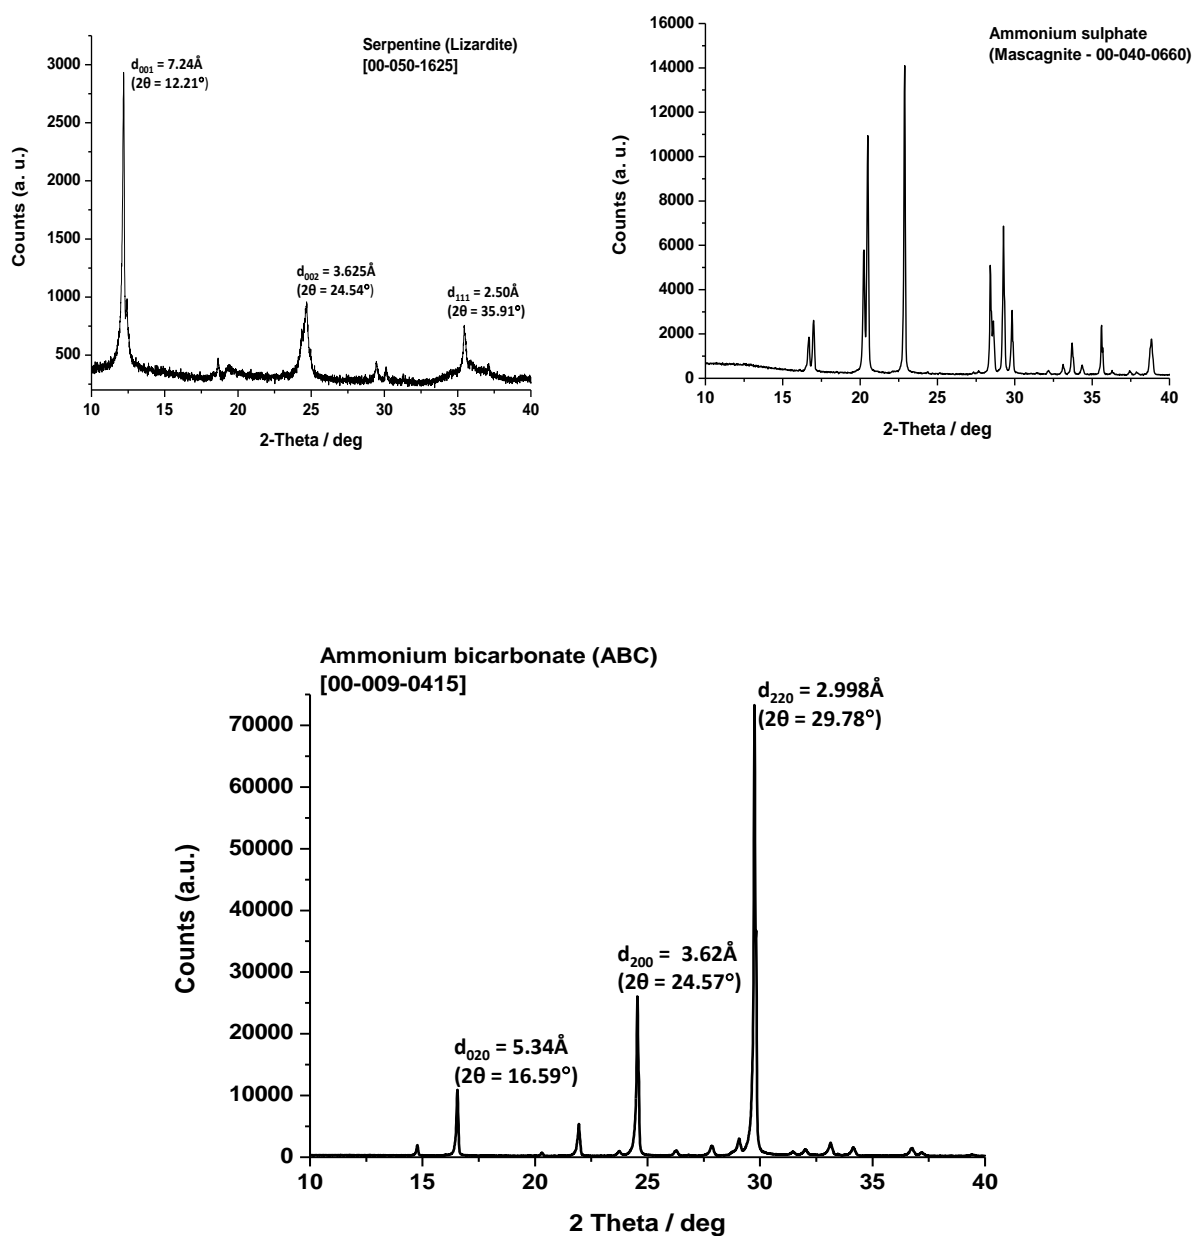 Serpentine (Lizardite)
[00-050-1625]
d001 = 7.24Å
(2θ = 12.21°)
d002 = 3.625Å
(2θ = 24.54°)
d111 = 2.50Å
(2θ = 35.91°)
Counts (a. u.)
3000
2500
2000
1500
1000
500
10 15 20 25 30 35 40
2-Theta / deg
Ammonium sulphate
(Mascagnite - 00-040-0660)
Counts (a. u.)
16000
14000
12000
10000
8000
6000
4000
2000
0
10 15 20 25 30 35 40
2-Theta / deg
Ammonium bicarbonate (ABC)
[00-009-0415]
d220 = 2.998Å
(2θ = 29.78°)
d200 = 3.62Å
(2θ = 24.57°)
d020 = 5.34Å
(2θ = 16.59°)
Counts (a.u.)
70000
60000
50000
40000
30000
20000
10000
0
10 15 20 25 30 35 40
2 Theta / deg